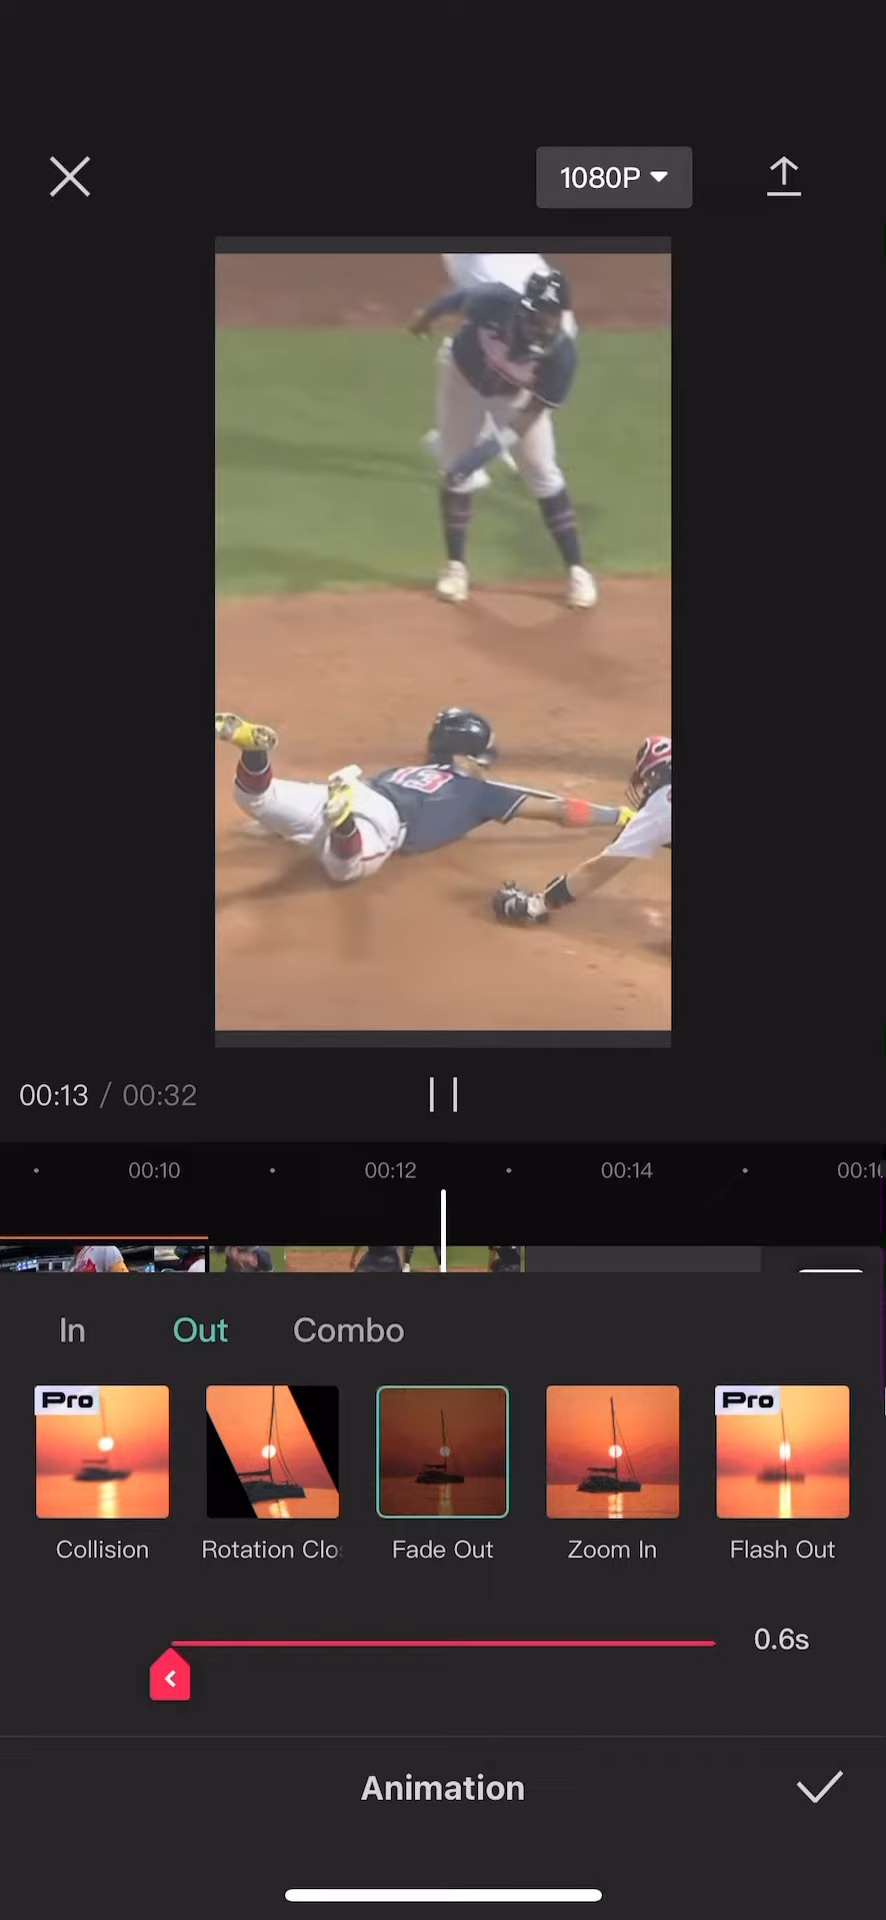 1080P
13
00:13 / 00:32
00:10 00:12 00:14
In Out Combo
Pro Pro
Collision Rotation Clo Fade Out Zoom In Flash Out
0.6s
Animation